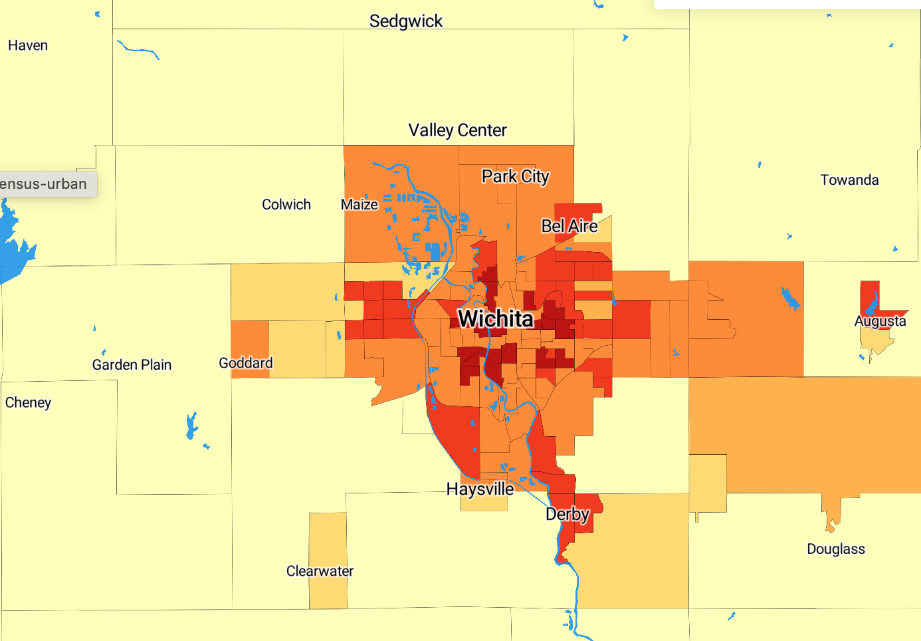 Sedgwick
Haven
Valley Center
ensus-urban
Park City
Towanda
Colwich
Maize
Bel Aire
Wichita
Augusta
Garden Plain
Goddard
Cheney
Haysville
Derby
Douglass
Clearwater